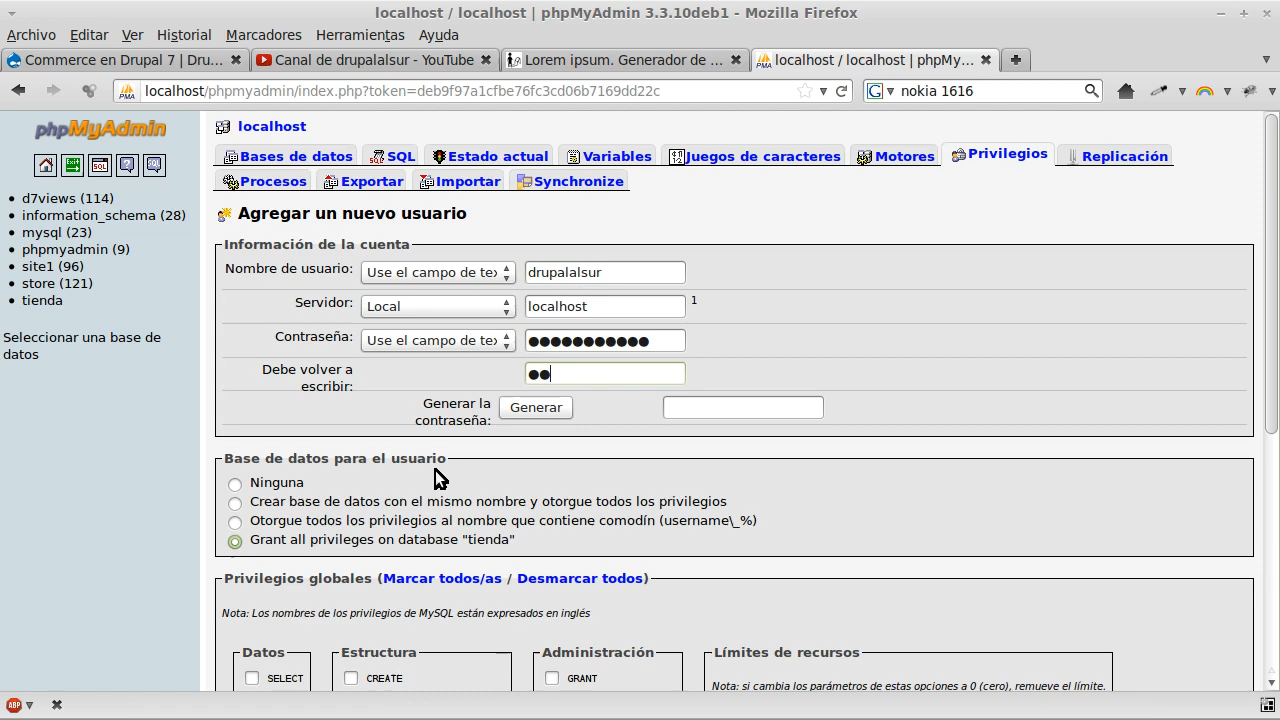 localhost / localhost | phpMyAdmin 3.3.10deb1 - Mozilla Firefox
Archivo Editar Ver Historial Marcadores Herramientas Ayuda
Commerce en Drupal 7 | Dru... Canal de drupalalsur - YouTube Lorem ipsum. Generador de ... localhost / localhost | phpMy...
localhost/phpmyadmin/index.php?token=deb9f97a1cfbe76fc3cd06b7169dd22c nokia 1616
phpMyAdmin
d7views (114)
information_schema (28)
mysql (23)
phpmyadmin (9)
site1 (96)
store (121)
tienda
Seleccionar una base de
datos
localhost
Bases de datos SQL Estado actual Variables Juegos de caracteres Motores Privilegios Replicación
Procesos Exportar Importar Synchronize
Agregar un nuevo usuario
Información de la cuenta
Nombre de usuario: Use el campo de tex drupalalsur
Servidor: Local localhost 1
Contraseña: Use el campo de tex ●●●●●●●●●●●
Debe volver a
escribir: ●●
Generar la
contraseña: Generar
Base de datos para el usuario
Ninguna
Crear base de datos con el mismo nombre y otorgue todos los privilegios
Otorgue todos los privilegios al nombre que contiene comodín (username\_%)
Grant all privileges on database "tienda"
Privilegios globales (Marcar todos/as / Desmarcar todos)
Nota: Los nombres de los privilegios de MySQL están expresados en inglés
Datos Estructura Administración Límites de recursos
SELECT CREATE GRANT
Nota: si cambia los parámetros de estas opciones a 0 (cero), remueve el límite.
ABP